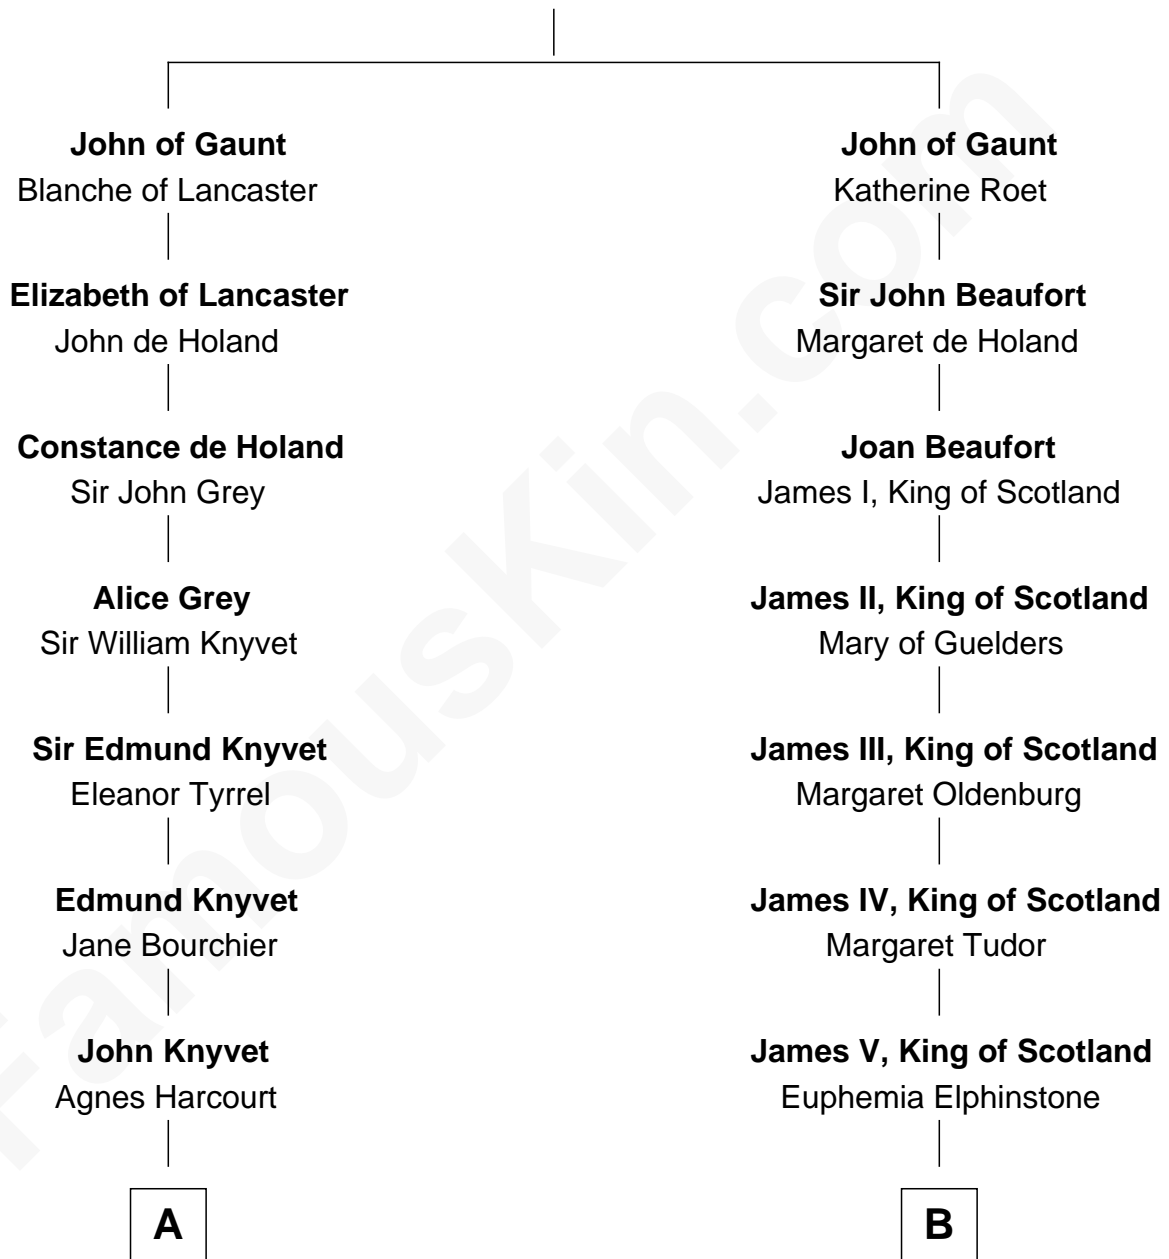 John of Gaunt
Blanche of Lancaster
Elizabeth of Lancaster
John de Holand
Constance de Holand
Sir John Grey
Alice Grey
Sir William Knyvet
Sir Edmund Knyvet
Eleanor Tyrrel
Edmund Knyvet
Jane Bourchier
John Knyvet
Agnes Harcourt
A
John of Gaunt
Katherine Roet
Sir John Beaufort
Margaret de Holand
Joan Beaufort
James I, King of Scotland
James II, King of Scotland
Mary of Guelders
James III, King of Scotland
Margaret Oldenburg
James IV, King of Scotland
Margaret Tudor
James V, King of Scotland
Euphemia Elphinstone
B
FamousKin.com